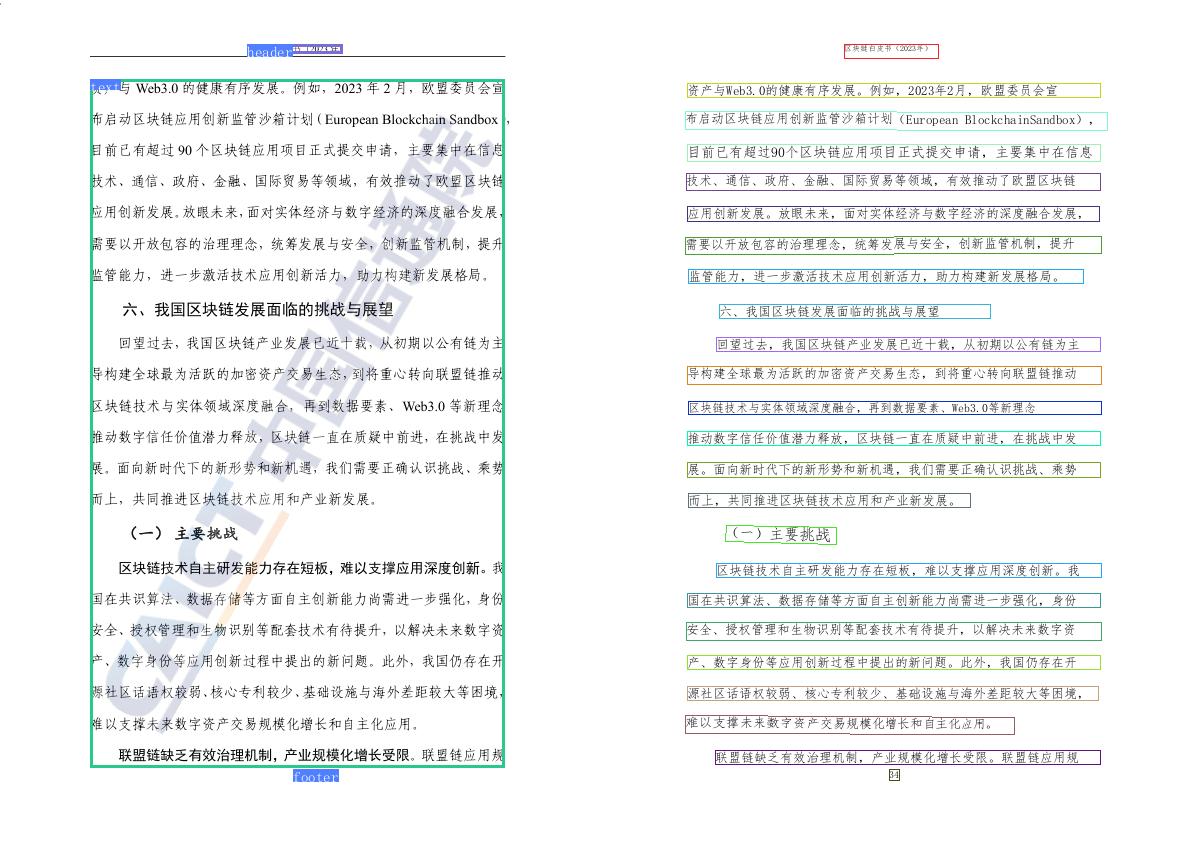 header
text
资产与 Web3.0 的健康有序发展。例如，2023 年 2 月，欧盟委员会宣
布启动区块链应用创新监管沙箱计划（European Blockchain Sandbox），
目前已有超过 90 个区块链应用项目正式提交申请，主要集中在信息
技术、通信、政府、金融、国际贸易等领域，有效推动了欧盟区块链
应用创新发展。放眼未来，面对实体经济与数字经济的深度融合发展，
需要以开放包容的治理理念，统筹发展与安全，创新监管机制，提升
监管能力，进一步激活技术应用创新活力，助力构建新发展格局。
六、我国区块链发展面临的挑战与展望
回望过去，我国区块链产业发展已近十载，从初期以公有链为主
导构建全球最为活跃的加密资产交易生态，到将重心转向联盟链推动
区块链技术与实体领域深度融合，再到数据要素、Web3.0 等新理念
推动数字信任价值潜力释放，区块链一直在质疑中前进，在挑战中发
展。面向新时代下的新形势和新机遇，我们需要正确认识挑战、乘势
而上，共同推进区块链技术应用和产业新发展。
（一） 主要挑战
区块链技术自主研发能力存在短板，难以支撑应用深度创新。我
国在共识算法、数据存储等方面自主创新能力尚需进一步强化，身份
安全、授权管理和生物识别等配套技术有待提升，以解决未来数字资
产、数字身份等应用创新过程中提出的新问题。此外，我国仍存在开
源社区话语权较弱、核心专利较少、基础设施与海外差距较大等困境，
难以支撑未来数字资产交易规模化增长和自主化应用。
联盟链缺乏有效治理机制，产业规模化增长受限。联盟链应用规
footer
CAICT 中国信通院
区块链白皮书（2023年）
资产与Web3.0的健康有序发展。例如，2023年2月，欧盟委员会宣
布启动区块链应用创新监管沙箱计划（European BlockchainSandbox），
目前已有超过90个区块链应用项目正式提交申请，主要集中在信息
技术、通信、政府、金融、国际贸易等领域，有效推动了欧盟区块链
应用创新发展。放眼未来，面对实体经济与数字经济的深度融合发展，
需要以开放包容的治理理念，统筹发展与安全，创新监管机制，提升
监管能力，进一步激活技术应用创新活力，助力构建新发展格局。
六、我国区块链发展面临的挑战与展望
回望过去，我国区块链产业发展已近十载，从初期以公有链为主
导构建全球最为活跃的加密资产交易生态，到将重心转向联盟链推动
区块链技术与实体领域深度融合，再到数据要素、Web3.0等新理念
推动数字信任价值潜力释放，区块链一直在质疑中前进，在挑战中发
展。面向新时代下的新形势和新机遇，我们需要正确认识挑战、乘势
而上，共同推进区块链技术应用和产业新发展。
（一）主要挑战
区块链技术自主研发能力存在短板，难以支撑应用深度创新。我
国在共识算法、数据存储等方面自主创新能力尚需进一步强化，身份
安全、授权管理和生物识别等配套技术有待提升，以解决未来数字资
产、数字身份等应用创新过程中提出的新问题。此外，我国仍存在开
源社区话语权较弱、核心专利较少、基础设施与海外差距较大等困境，
难以支撑未来数字资产交易规模化增长和自主化应用。
联盟链缺乏有效治理机制，产业规模化增长受限。联盟链应用规
34